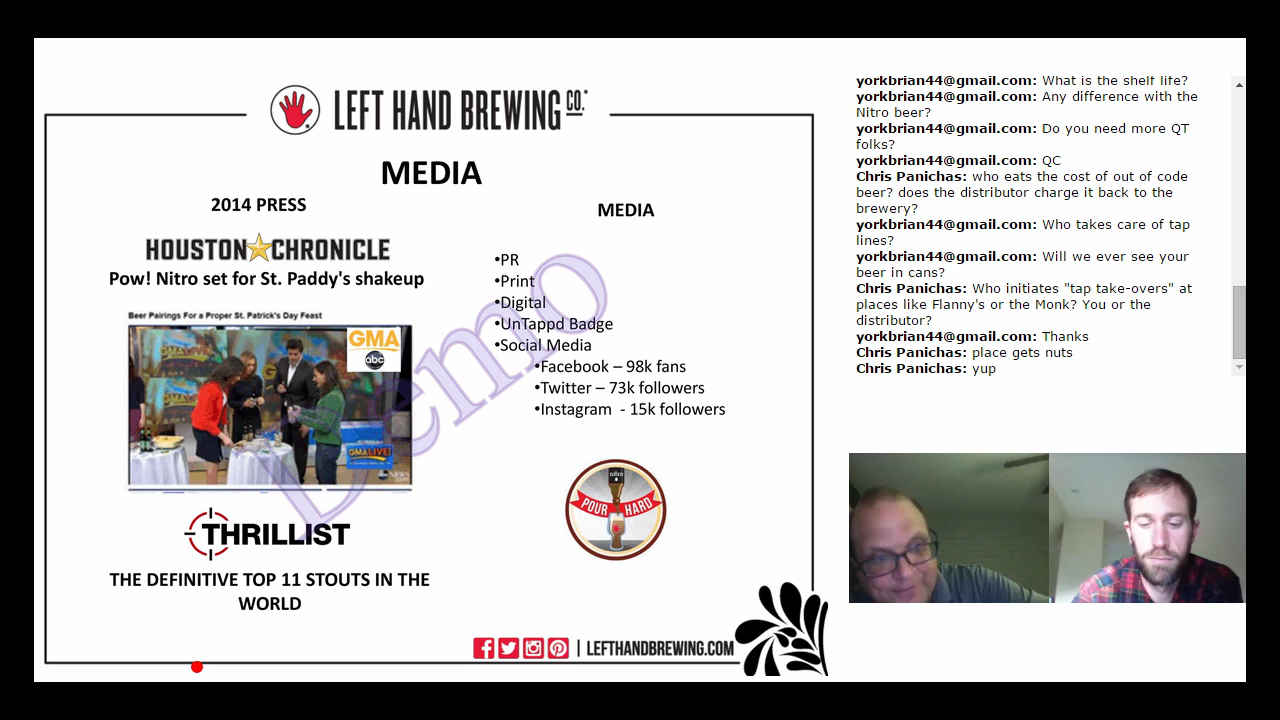 LEFT HAND BREWING CO.
MEDIA
2014 PRESS
HOUSTON CHRONICLE
Pow! Nitro set for St. Paddy's shakeup
Beer Pairings For a Proper St. Patrick's Day Feast
GMA
abc
GMA LIVE!
abcNEWS
THRILLIST
THE DEFINITIVE TOP 11 STOUTS IN THE
WORLD
MEDIA
•PR
•Print
•Digital
•UnTappd Badge
•Social Media
•Facebook – 98k fans
•Twitter – 73k followers
•Instagram - 15k followers
Demo
nitro
POUR HARD
| LEFTHANDBREWING.COM
yorkbrian44@gmail.com: What is the shelf life?
yorkbrian44@gmail.com: Any difference with the
Nitro beer?
yorkbrian44@gmail.com: Do you need more QT
folks?
yorkbrian44@gmail.com: QC
Chris Panichas: who eats the cost of out of code
beer? does the distributor charge it back to the
brewery?
yorkbrian44@gmail.com: Who takes care of tap
lines?
yorkbrian44@gmail.com: Will we ever see your
beer in cans?
Chris Panichas: Who initiates "tap take-overs" at
places like Flanny's or the Monk? You or the
distributor?
yorkbrian44@gmail.com: Thanks
Chris Panichas: place gets nuts
Chris Panichas: yup